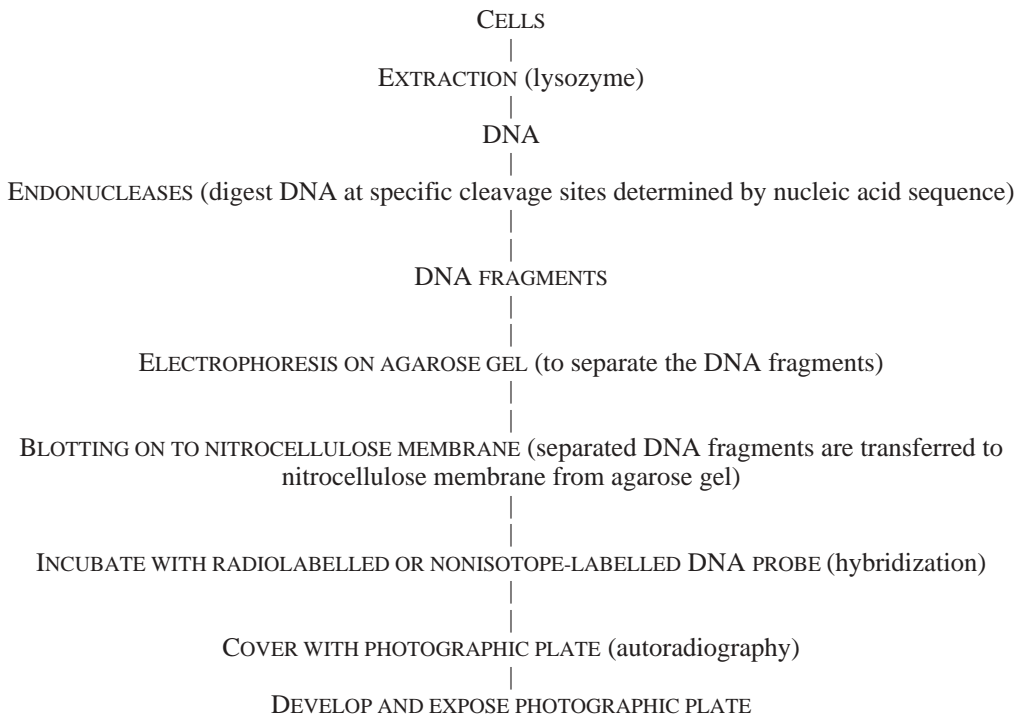 CELLS
EXTRACTION (lysozyme)
DNA
ENDONUCLEASES (digest DNA at specific cleavage sites determined by nucleic acid sequence)
DNA FRAGMENTS
ELECTROPHORESIS ON AGAROSE GEL (to separate the DNA fragments)
BLOTTING ON TO NITROCELLULOSE MEMBRANE (separated DNA fragments are transferred to
nitrocellulose membrane from agarose gel)
INCUBATE WITH RADIOLABELLED OR NONISOTOPE-LABELLED DNA PROBE (hybridization)
COVER WITH PHOTOGRAPHIC PLATE (autoradiography)
DEVELOP AND EXPOSE PHOTOGRAPHIC PLATE